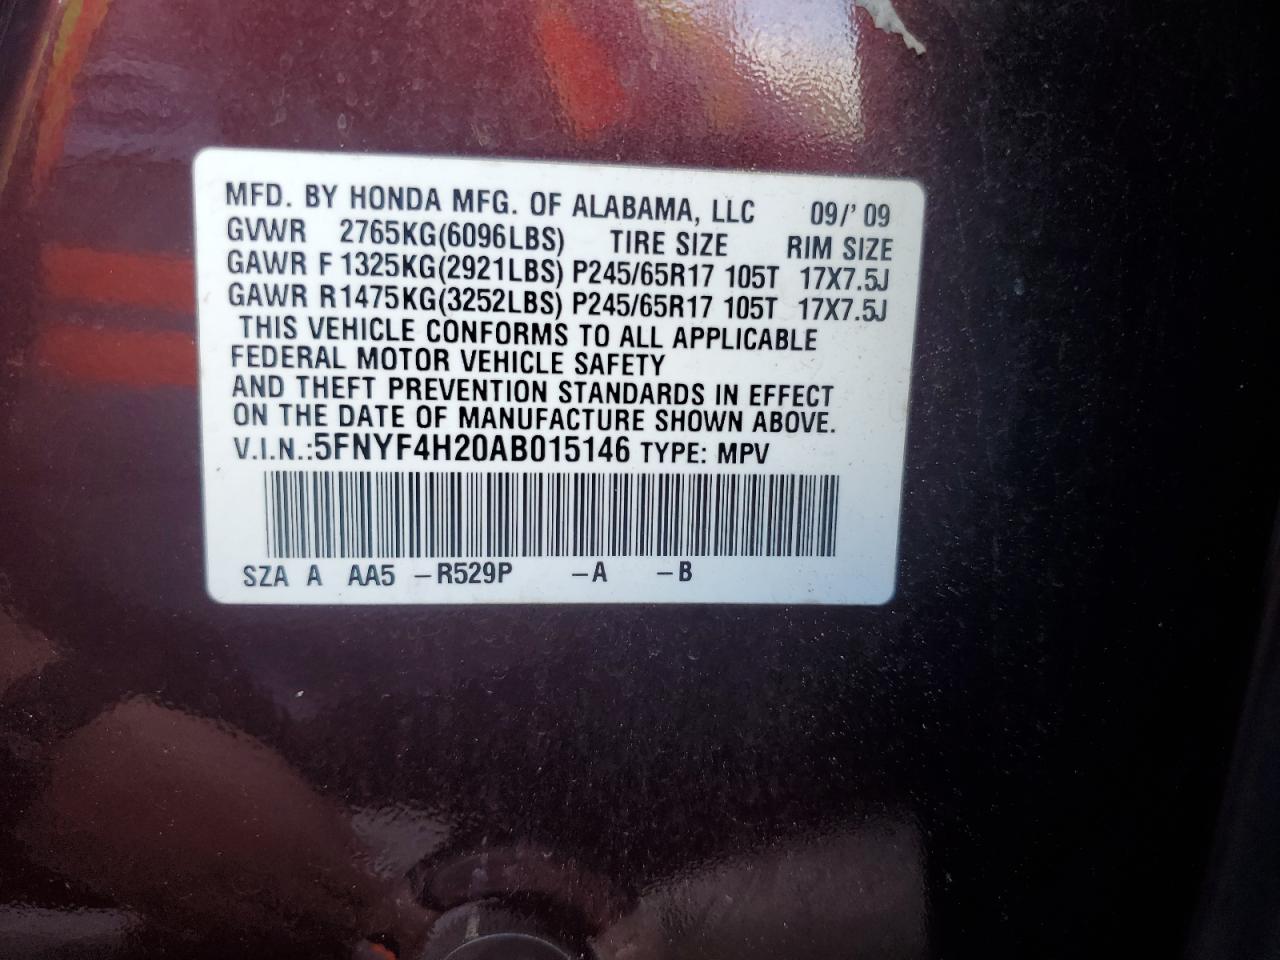 MFD. BY HONDA MFG. OF ALABAMA, LLC 09/'09
GVWR 2765KG(6096LBS) TIRE SIZE RIM SIZE
GAWR F 1325KG(2921LBS) P245/65R17 105T 17X7.5J
GAWR R1475KG(3252LBS) P245/65R17 105T 17X7.5J
THIS VEHICLE CONFORMS TO ALL APPLICABLE
FEDERAL MOTOR VEHICLE SAFETY
AND THEFT PREVENTION STANDARDS IN EFFECT
ON THE DATE OF MANUFACTURE SHOWN ABOVE.
V.I.N.:5FNYF4H20AB015146 TYPE: MPV
SZA A AA5 -R529P -A -B